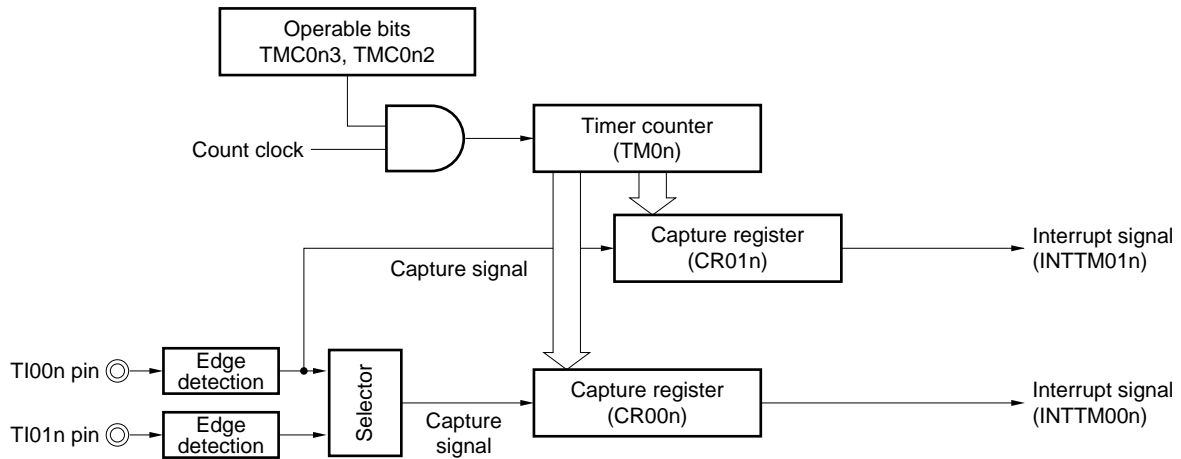 Operable bits
TMC0n3, TMC0n2
Count clock
Timer counter
(TM0n)
Capture register
(CR01n)
Interrupt signal
(INTTM01n)
Capture signal
TI00n pin
Edge
detection
Selector
Capture register
(CR00n)
Interrupt signal
(INTTM00n)
TI01n pin
Edge
detection
Capture
signal